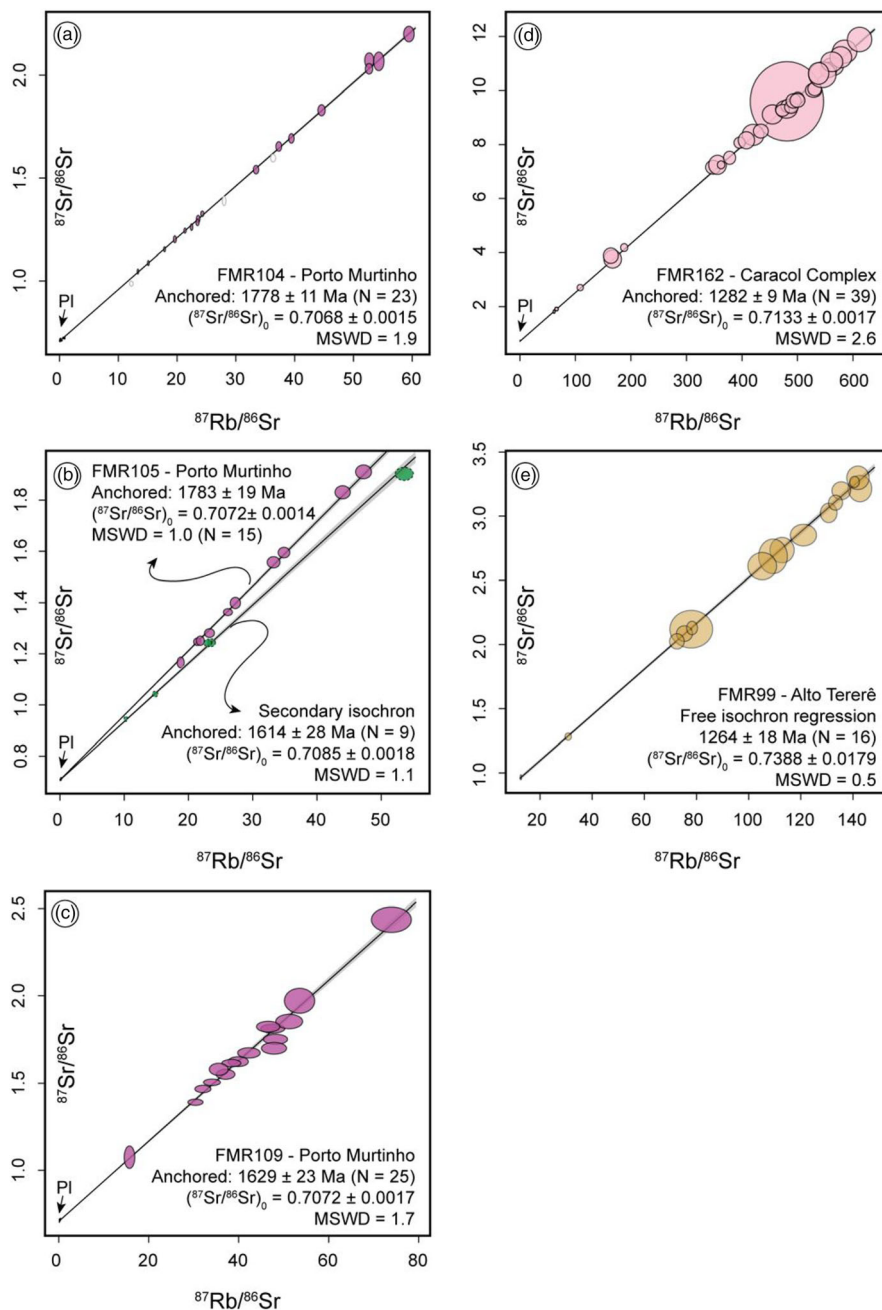 (a)
⁸⁷Sr/⁸⁶Sr
2.0
1.5
1.0
Pl
FMR104 - Porto Murtinho
Anchored: 1778 ± 11 Ma (N = 23)
(⁸⁷Sr/⁸⁶Sr)₀ = 0.7068 ± 0.0015
MSWD = 1.9
0 10 20 30 40 50 60
⁸⁷Rb/⁸⁶Sr
(b)
⁸⁷Sr/⁸⁶Sr
1.8
1.6
1.4
1.2
1.0
0.8
FMR105 - Porto Murtinho
Anchored: 1783 ± 19 Ma
(⁸⁷Sr/⁸⁶Sr)₀ = 0.7072± 0.0014
MSWD = 1.0 (N = 15)
Pl
Secondary isochron
Anchored: 1614 ± 28 Ma (N = 9)
(⁸⁷Sr/⁸⁶Sr)₀ = 0.7085 ± 0.0018
MSWD = 1.1
0 10 20 30 40 50
⁸⁷Rb/⁸⁶Sr
(c)
⁸⁷Sr/⁸⁶Sr
2.5
2.0
1.5
1.0
Pl
FMR109 - Porto Murtinho
Anchored: 1629 ± 23 Ma (N = 25)
(⁸⁷Sr/⁸⁶Sr)₀ = 0.7072 ± 0.0017
MSWD = 1.7
0 20 40 60 80
⁸⁷Rb/⁸⁶Sr
(d)
⁸⁷Sr/⁸⁶Sr
12
10
8
6
4
2
Pl
FMR162 - Caracol Complex
Anchored: 1282 ± 9 Ma (N = 39)
(⁸⁷Sr/⁸⁶Sr)₀ = 0.7133 ± 0.0017
MSWD = 2.6
0 100 200 300 400 500 600
⁸⁷Rb/⁸⁶Sr
(e)
⁸⁷Sr/⁸⁶Sr
3.5
3.0
2.5
2.0
1.5
1.0
FMR99 - Alto Tererê
Free isochron regression
1264 ± 18 Ma (N = 16)
(⁸⁷Sr/⁸⁶Sr)₀ = 0.7388 ± 0.0179
MSWD = 0.5
20 40 60 80 100 120 140
⁸⁷Rb/⁸⁶Sr